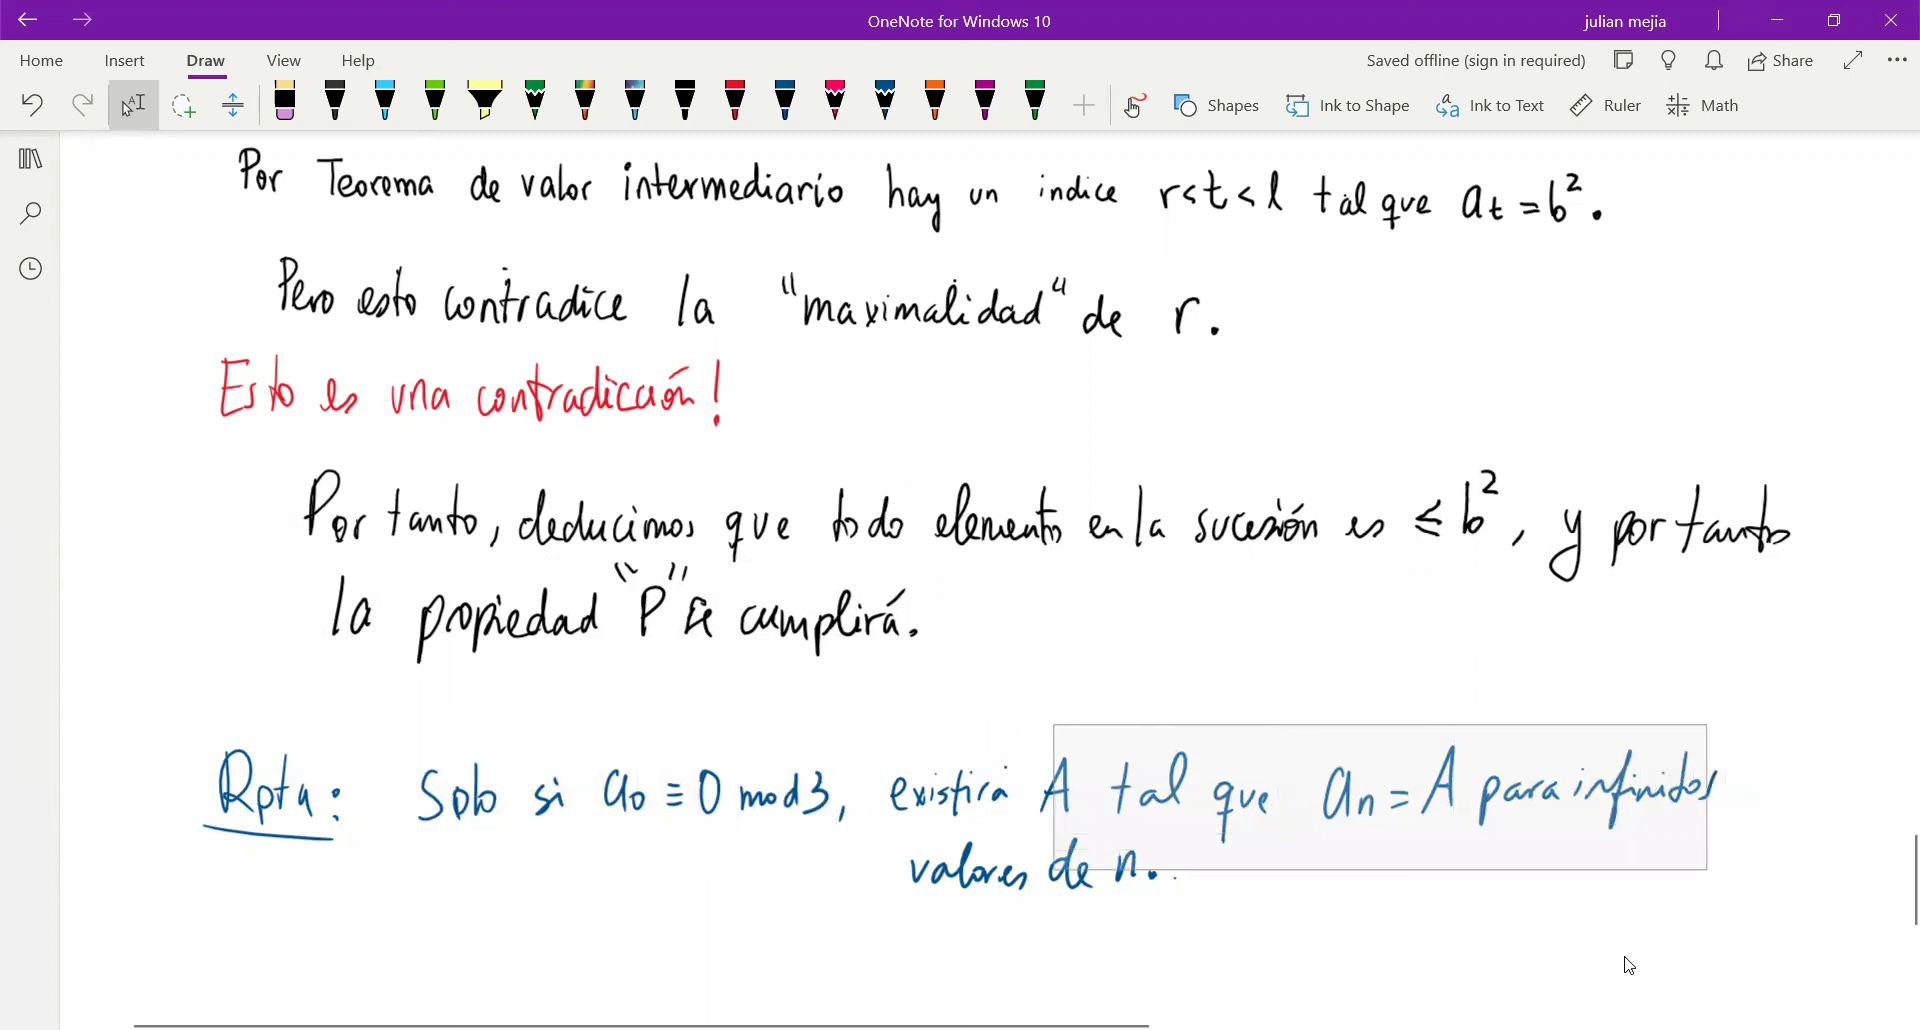 OneNote for Windows 10
julian mejia
Home Insert Draw View Help
Saved offline (sign in required) Share
Shapes Ink to Shape Ink to Text Ruler Math
Por Teorema de valor intermediario hay un indice r<t<l tal que a_t = b².
Pero esto contradice la "maximalidad" de r.
Esto es una contradicción!
Por tanto, deducimos que todo elemento en la sucesión es ≤ b², y por tanto
la propiedad "P" se cumplirá.
Rpta: Solo si a₀ ≡ 0 mod 3, existirá A tal que aₙ = A para infinitos
valores de n.